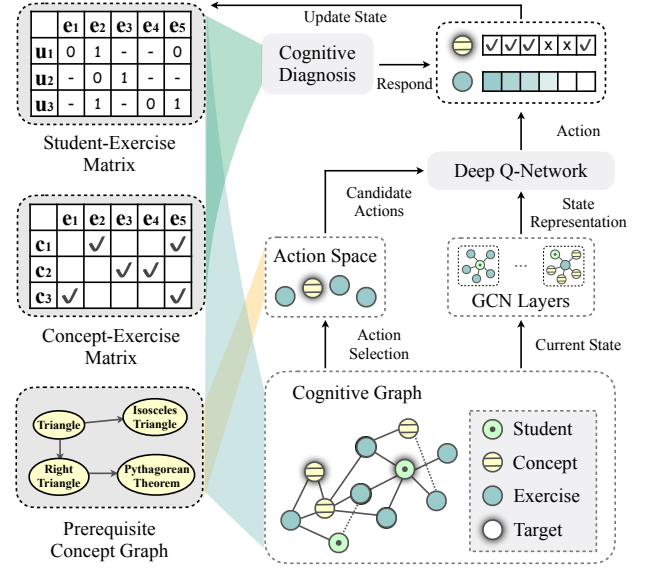 e1 e2 e3 e4 e5
u1 0 1 - - 0
u2 - 0 1 - -
u3 - 1 - 0 1
Student-Exercise
Matrix
e1 e2 e3 e4 e5
c1 ✓ ✓
c2 ✓ ✓
c3 ✓ ✓
Concept-Exercise
Matrix
Triangle
Isosceles
Triangle
Right
Triangle
Pythagorean
Theorem
Prerequisite
Concept Graph
Update State
Cognitive
Diagnosis
Respond
✓ ✓ ✓ x x ✓
Action
Deep Q-Network
Candidate
Actions
State
Representation
Action Space
...
GCN Layers
Action
Selection
Current State
Cognitive Graph
Student
Concept
Exercise
Target